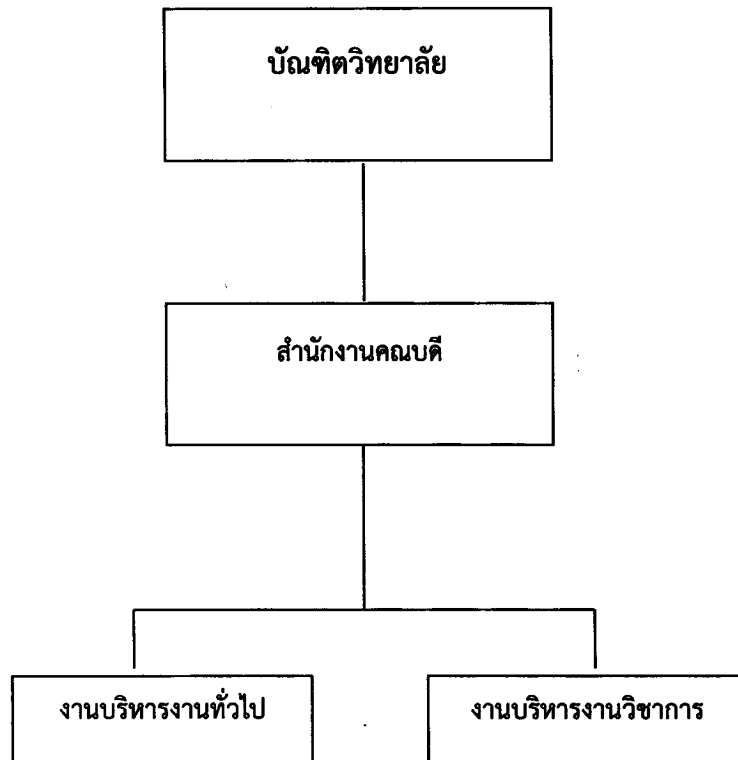 บัณฑิตวิทยาลัย
สำนักงานคณบดี
งานบริหารงานทั่วไป
งานบริหารงานวิชาการ